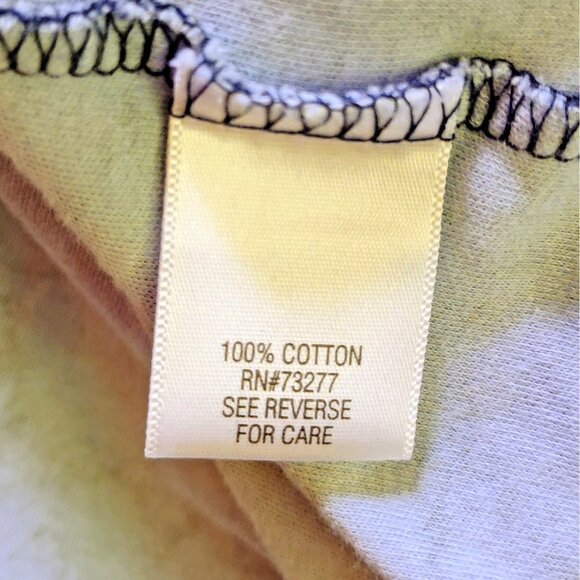 100% COTTON
RN#73277
SEE REVERSE
FOR CARE